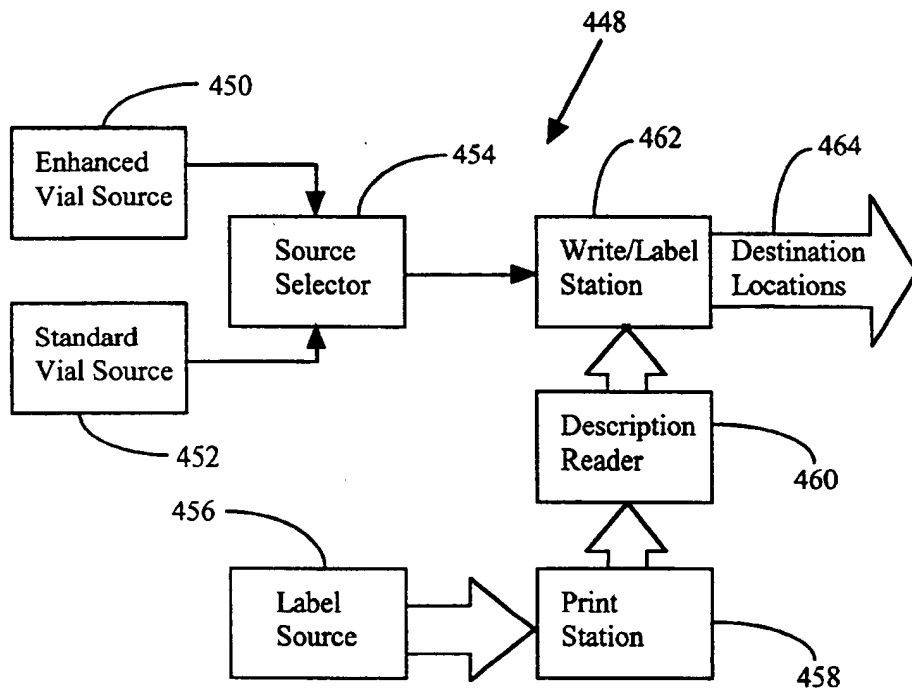 448
450
Enhanced
Vial Source
454
Source
Selector
462
Write/Label
Station
464
Destination
Locations
Standard
Vial Source
452
Description
Reader
460
456
Label
Source
Print
Station
458